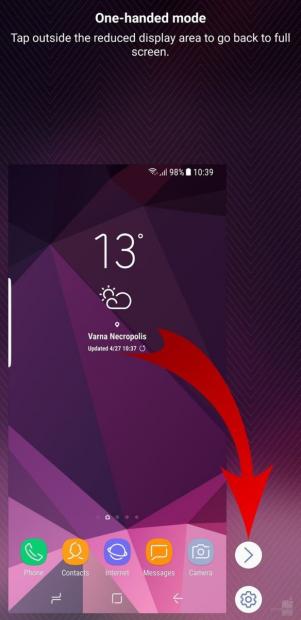 One-handed mode
Tap outside the reduced display area to go back to full
screen.
98% 10:39
13°
Varna Necropolis
Updated 4/27 10:37
Phone Contacts Internet Messages Camera